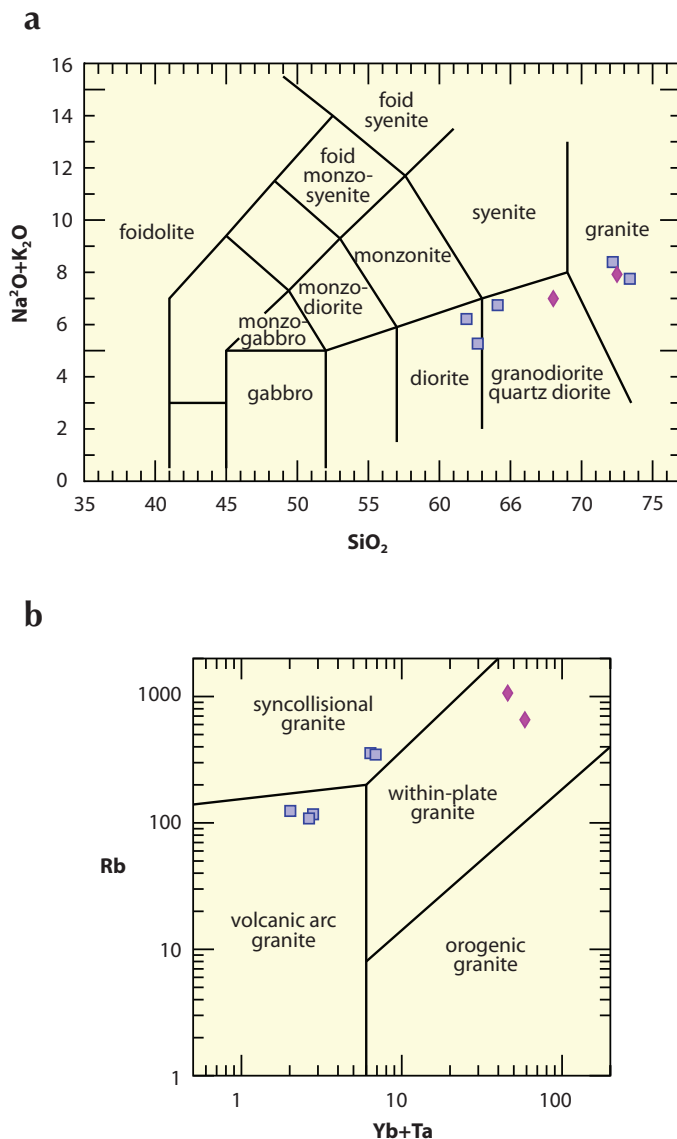 a
16
14
12
10
8
6
4
2
0
Na²O+K₂O
foid
syenite
foid
monzo-
syenite
foidolite
syenite
granite
monzonite
monzo-
diorite
monzo-
gabbro
gabbro
diorite
granodiorite
quartz diorite
35 40 45 50 55 60 66 70 75
SiO₂
b
1000
100
10
1
Rb
syncollisional
granite
within-plate
granite
volcanic arc
granite
orogenic
granite
1 10 100
Yb+Ta